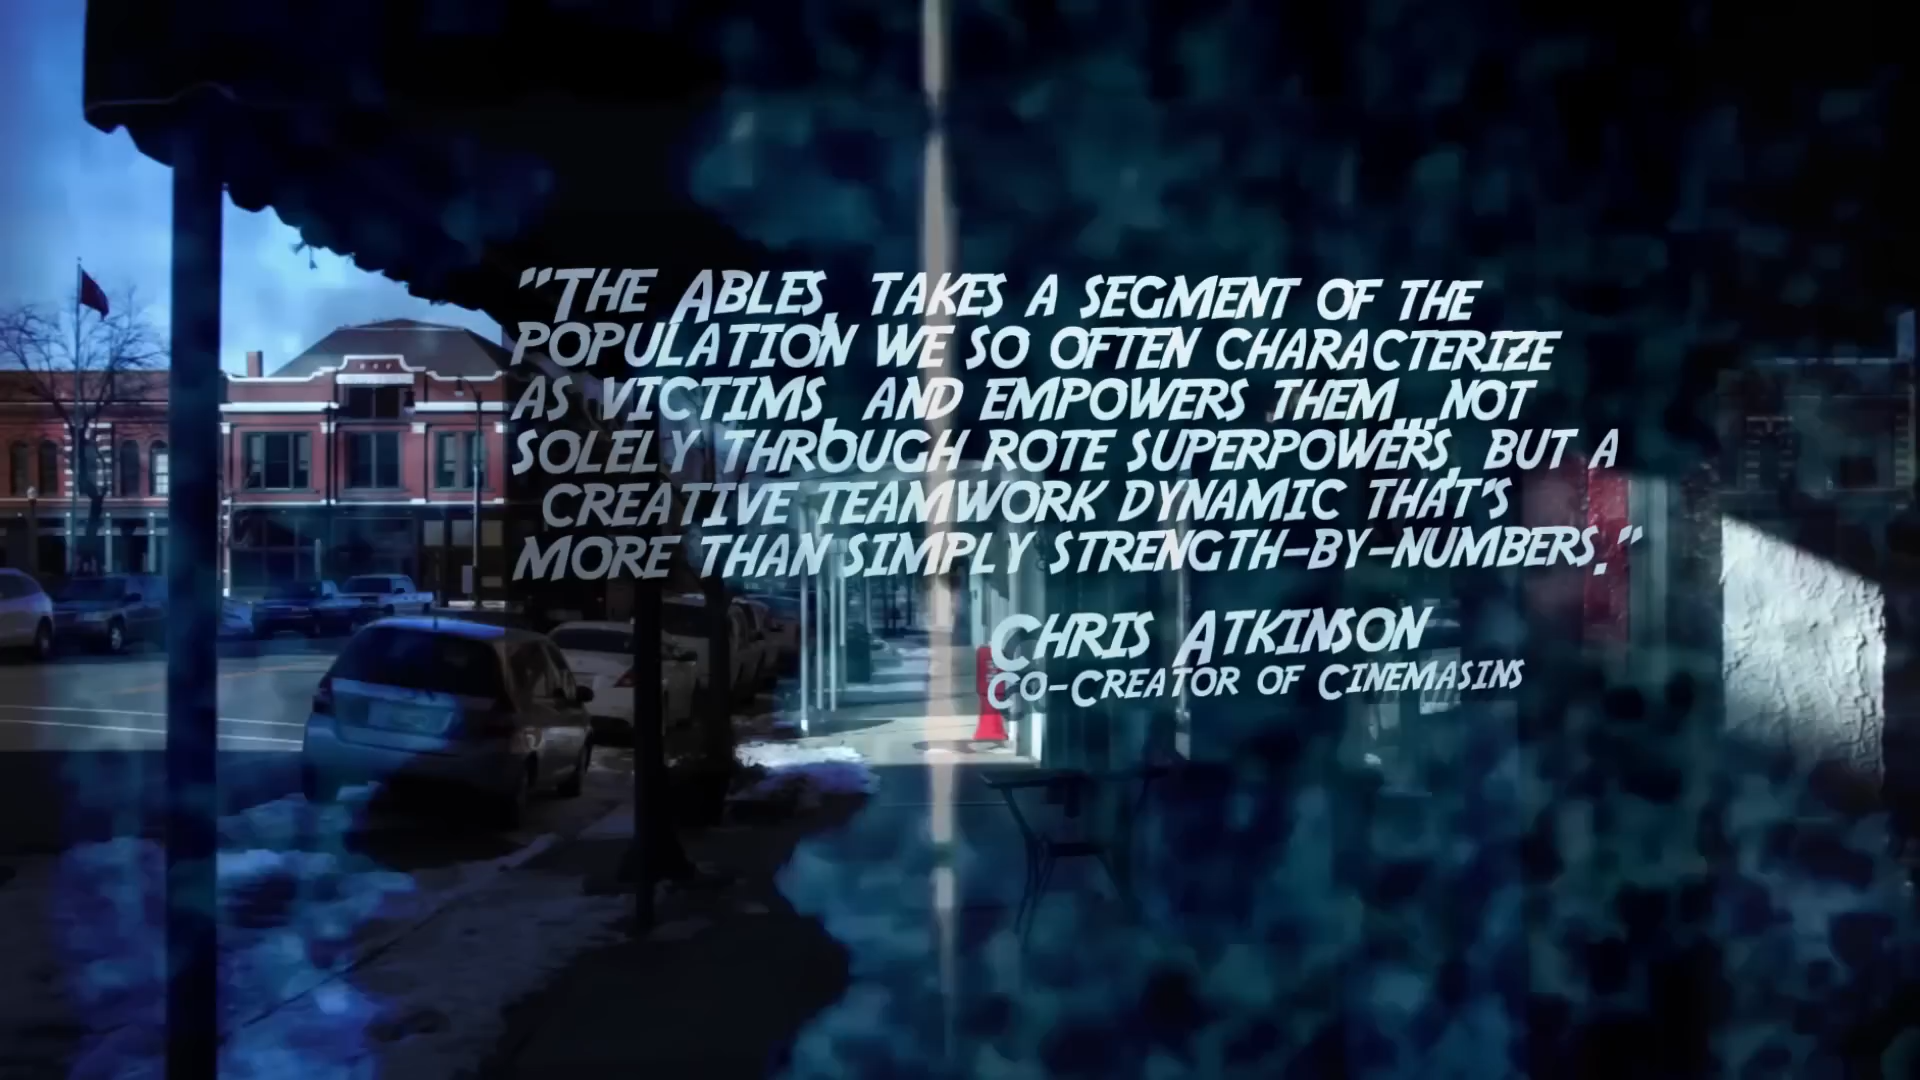 "The Ables, takes a segment of the
population we so often characterize
as victims, and empowers them... not
solely through rote superpowers, but a
creative teamwork dynamic that's
more than simply strength-by-numbers."
Chris Atkinson
Co-Creator of Cinemasins